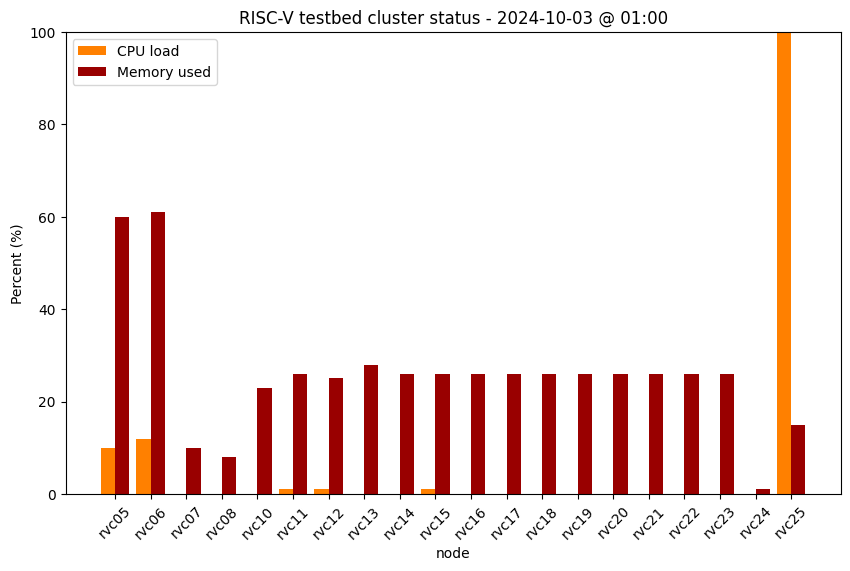 RISC-V testbed cluster status - 2024-10-03 @ 01:00
CPU load
Memory used
Percent (%)
100
80
60
40
20
0
rvc05
rvc06
rvc07
rvc08
rvc10
rvc11
rvc12
rvc13
rvc14
rvc15
rvc16
rvc17
rvc18
rvc19
rvc20
rvc21
rvc22
rvc23
rvc24
rvc25
node